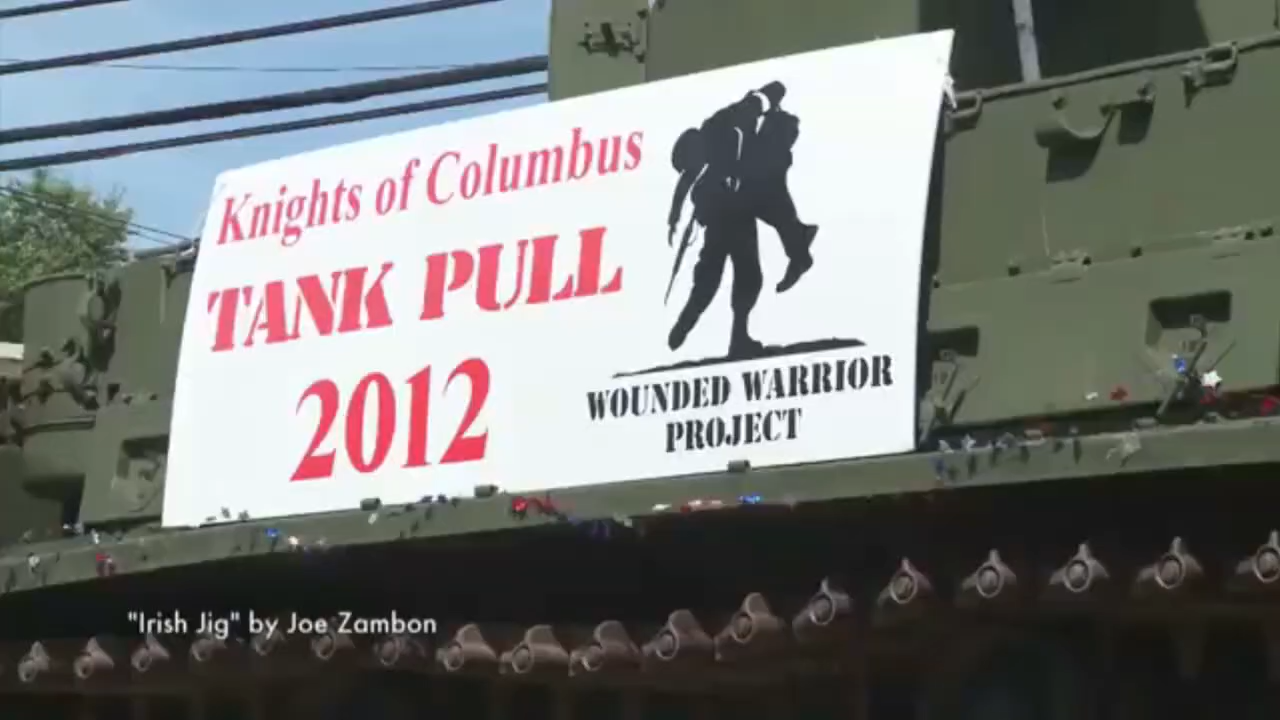 Knights of Columbus
TANK PULL
2012
WOUNDED WARRIOR
PROJECT
"Irish Jig" by Joe Zambon